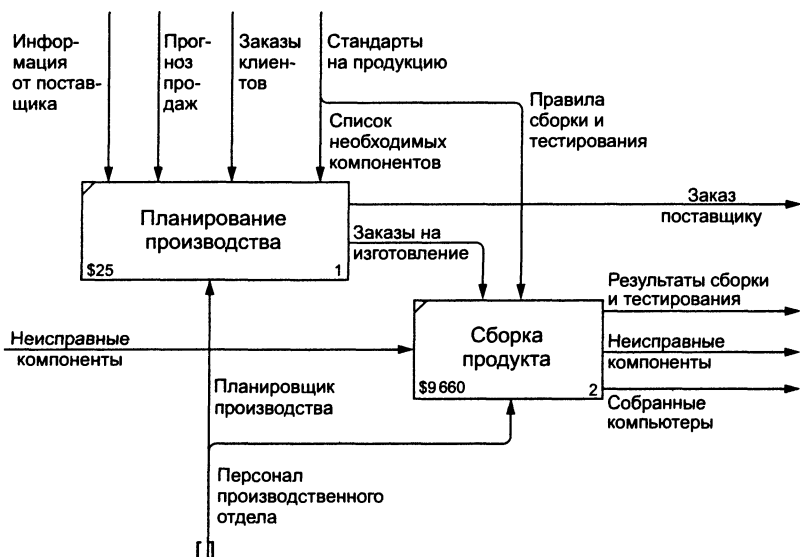 Инфор-
мация
от постав-
щика
Прог-
ноз
про-
даж
Заказы
клиен-
тов
Стандарты
на продукцию
Список
необходимых
компонентов
Правила
сборки и
тестирования
Планирование
производства
$25
1
Заказ
поставщику
Заказы на
изготовление
Результаты сборки
и тестирования
Неисправные
компоненты
Сборка
продукта
$9 660
2
Неисправные
компоненты
Собранные
компьютеры
Планировщик
производства
Персонал
производственного
отдела